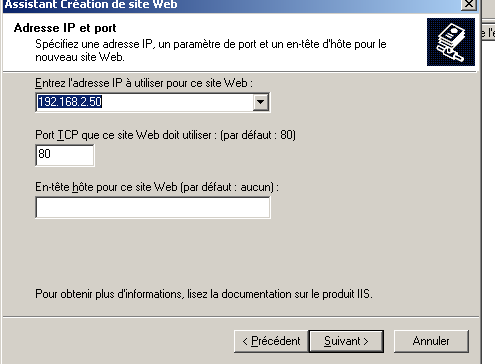 Assistant Création de site Web
Adresse IP et port
Spécifiez une adresse IP, un paramètre de port et un en-tête d'hôte pour le
nouveau site Web.
Entrez l'adresse IP à utiliser pour ce site Web :
192.168.2.50
Port TCP que ce site Web doit utiliser : (par défaut : 80)
80
En-tête hôte pour ce site Web (par défaut : aucun) :
Pour obtenir plus d'informations, lisez la documentation sur le produit IIS.
< Précédent
Suivant >
Annuler